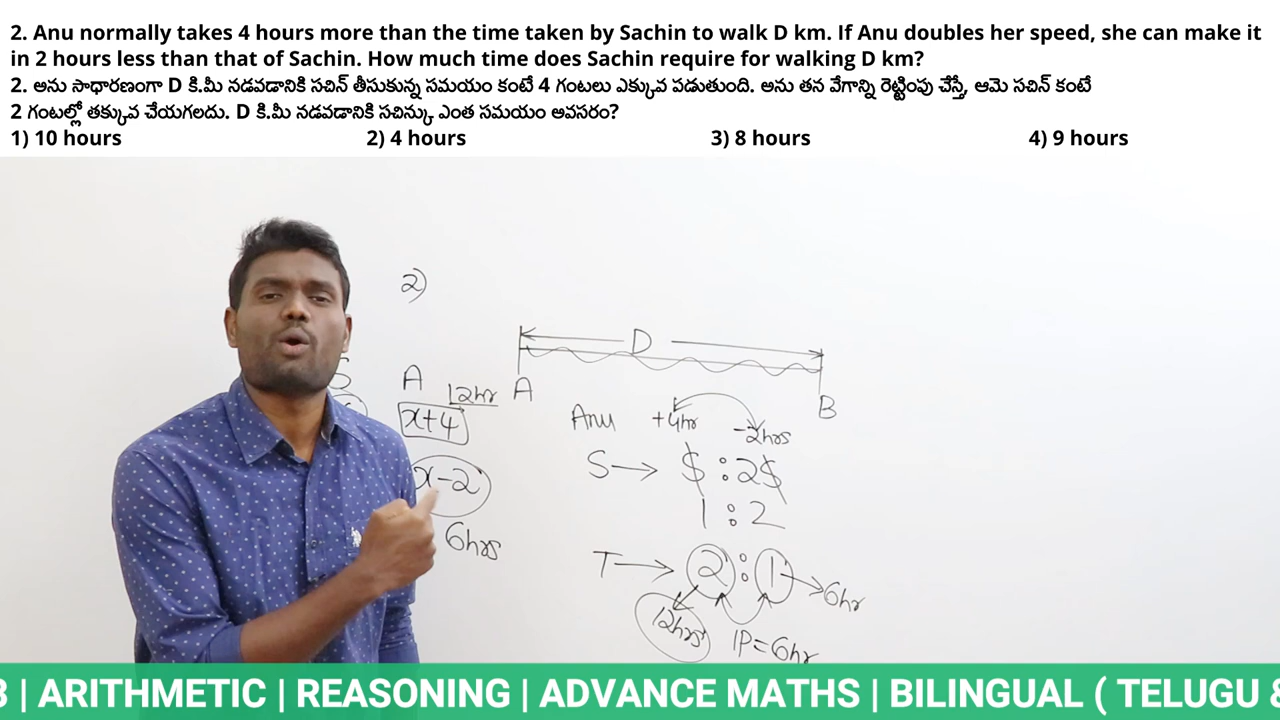 2. Anu normally takes 4 hours more than the time taken by Sachin to walk D km. If Anu doubles her speed, she can make it
in 2 hours less than that of Sachin. How much time does Sachin require for walking D km?
2. అను సాధారణంగా D కి.మీ నడవడానికి సచిన్ తీసుకున్న సమయం కంటే 4 గంటలు ఎక్కువ పడుతుంది. అను తన వేగాన్ని రెట్టింపు చేస్తే, ఆమె సచిన్ కంటే
2 గంటల్లో తక్కువ చేయగలదు. D కి.మీ నడవడానికి సచిన్కు ఎంత సమయం అవసరం?
1) 10 hours 2) 4 hours 3) 8 hours 4) 9 hours
2)
D
A B
S A
12hr
x+4
x-2
6hrs
Anu +4hr -2hrs
S → $ : 2$
1 : 2
T → 2 : 1 → 6hr
12hrs 1P=6hr
3 | ARITHMETIC | REASONING | ADVANCE MATHS | BILINGUAL ( TELUGU &